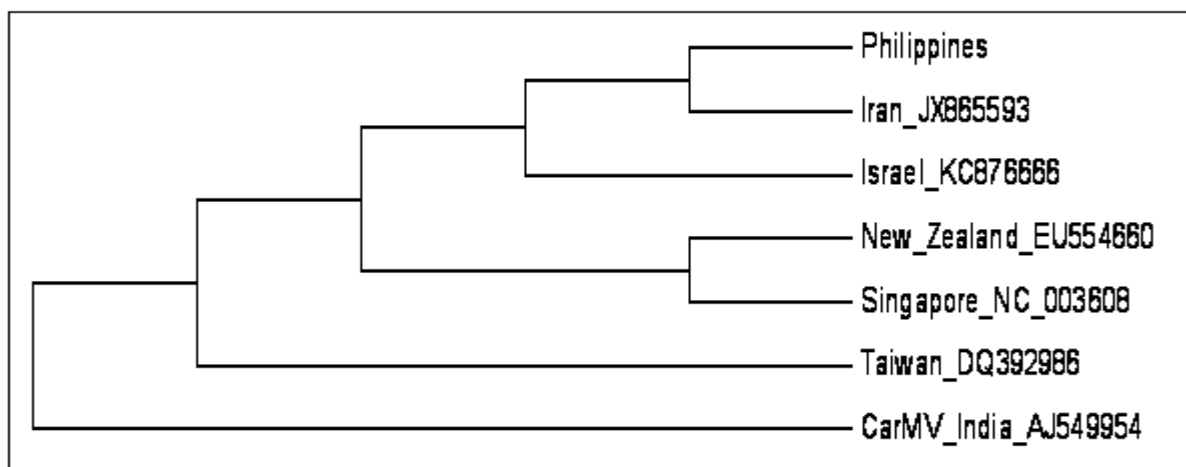 Philippines
Iran_JX865593
Israel_KC876666
New_Zealand_EU554660
Singapore_NC_003608
Taiwan_DQ392986
CarMV_India_AJ549954